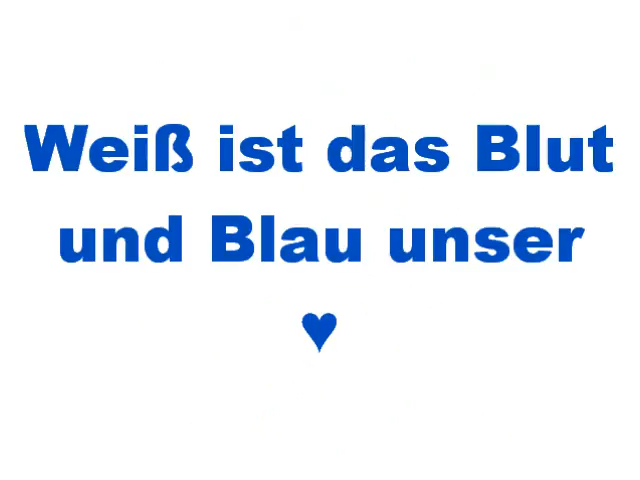 Weiß ist das Blut
und Blau unser
♥